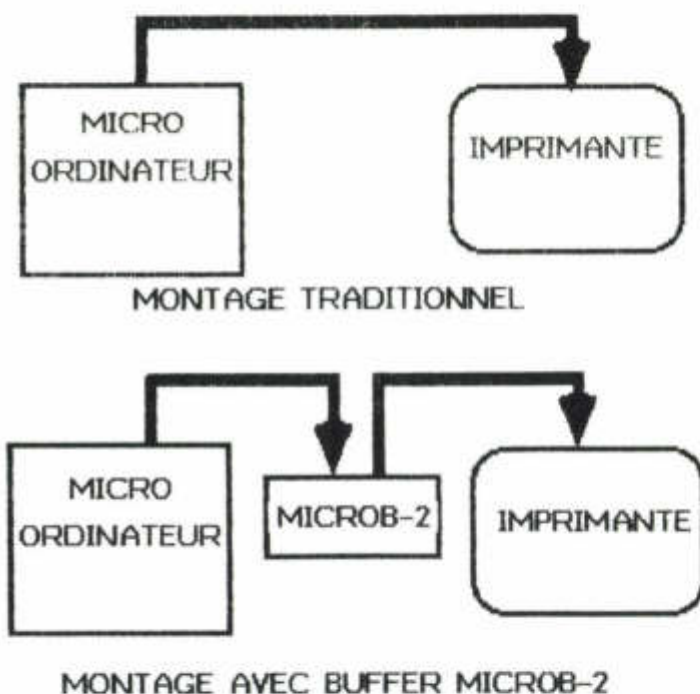 MICRO
ORDINATEUR
IMPRIMANTE
MONTAGE TRADITIONNEL
MICRO
ORDINATEUR
MICROB-2
IMPRIMANTE
MONTAGE AVEC BUFFER MICROB-2